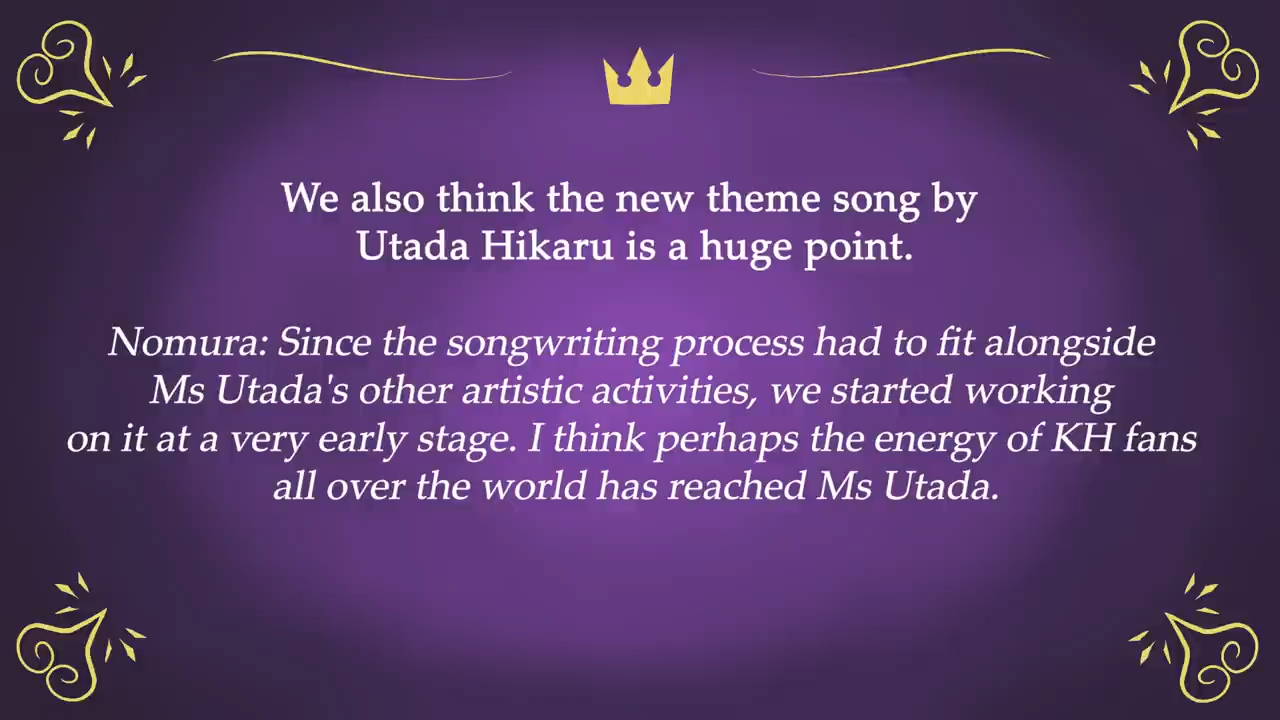 We also think the new theme song by
Utada Hikaru is a huge point.
Nomura: Since the songwriting process had to fit alongside
Ms Utada's other artistic activities, we started working
on it at a very early stage. I think perhaps the energy of KH fans
all over the world has reached Ms Utada.